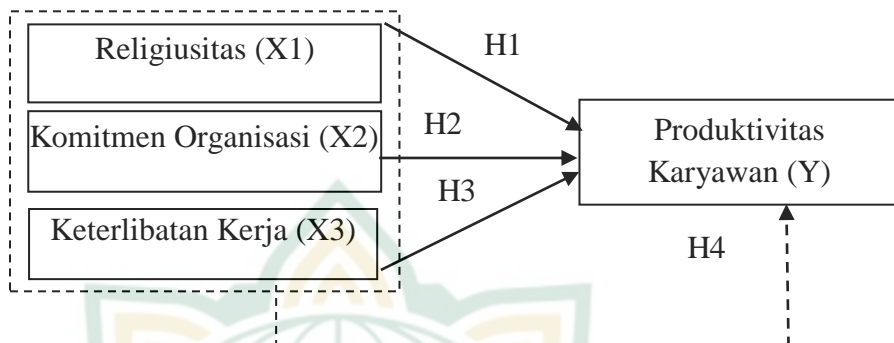 Religiusitas (X1)
H1
Komitmen Organisasi (X2)
H2
Produktivitas
Karyawan (Y)
H3
Keterlibatan Kerja (X3)
H4